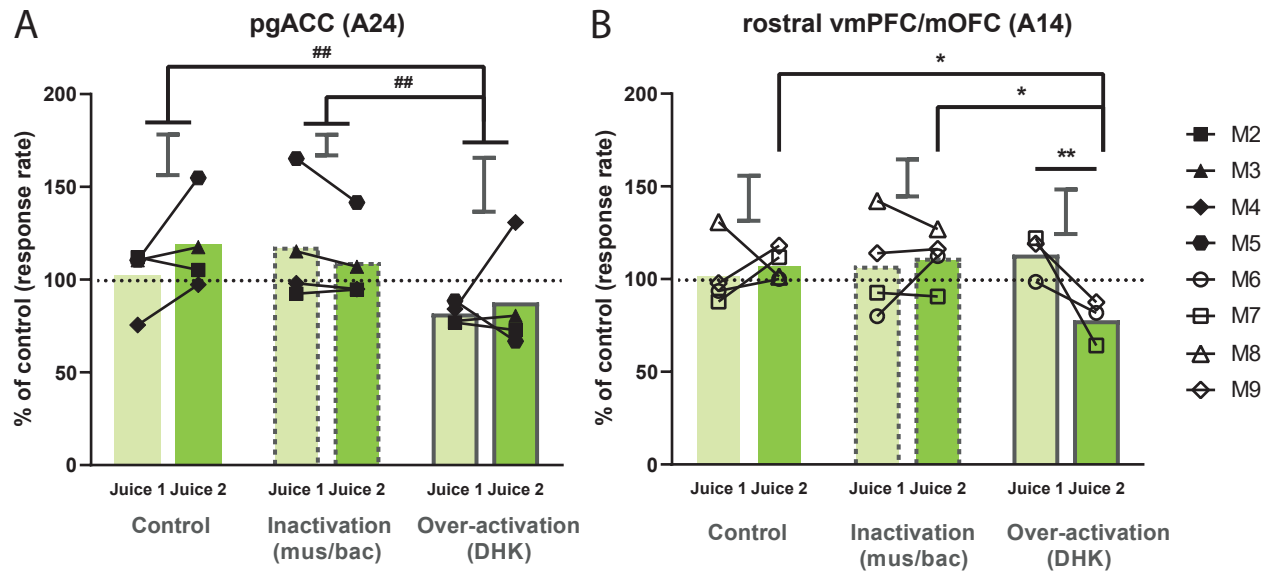 A
pgACC (A24)
##
##
% of control (response rate)
200
150
100
50
0
Juice 1 Juice 2
Juice 1 Juice 2
Juice 1 Juice 2
Control
Inactivation
(mus/bac)
Over-activation
(DHK)
B
rostral vmPFC/mOFC (A14)
*
*
**
% of control (response rate)
200
150
100
50
0
Juice 1 Juice 2
Juice 1 Juice 2
Juice 1 Juice 2
Control
Inactivation
(mus/bac)
Over-activation
(DHK)
M2
M3
M4
M5
M6
M7
M8
M9